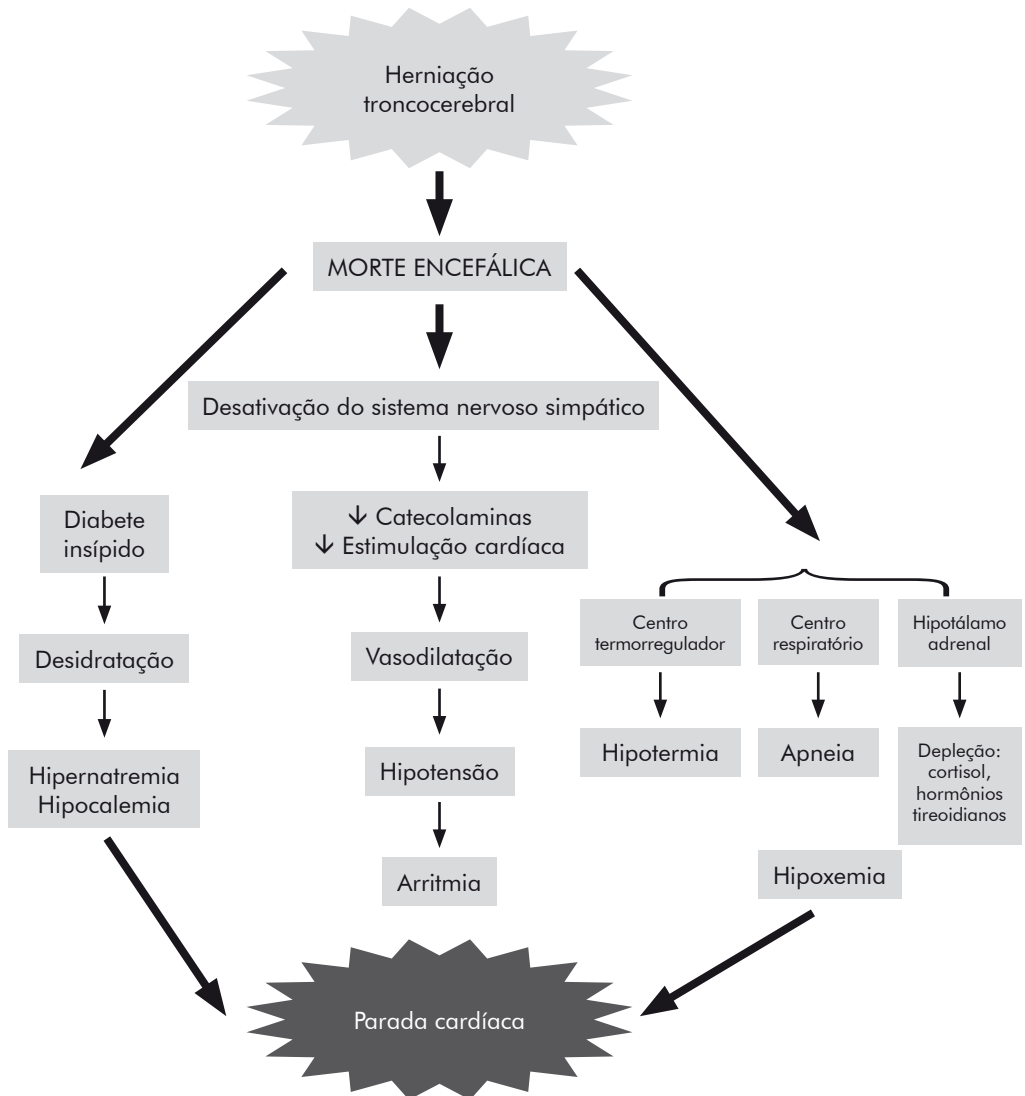 Herniação
troncocerebral
MORTE ENCEFÁLICA
Desativação do sistema nervoso simpático
Diabete
insípido
Desidratação
Hipernatremia
Hipocalemia
↓ Catecolaminas
↓ Estimulação cardíaca
Vasodilatação
Hipotensão
Arritmia
Centro
termorregulador
Hipotermia
Centro
respiratório
Apneia
Hipotálamo
adrenal
Depleção:
cortisol,
hormônios
tireoidianos
Hipoxemia
Parada cardíaca